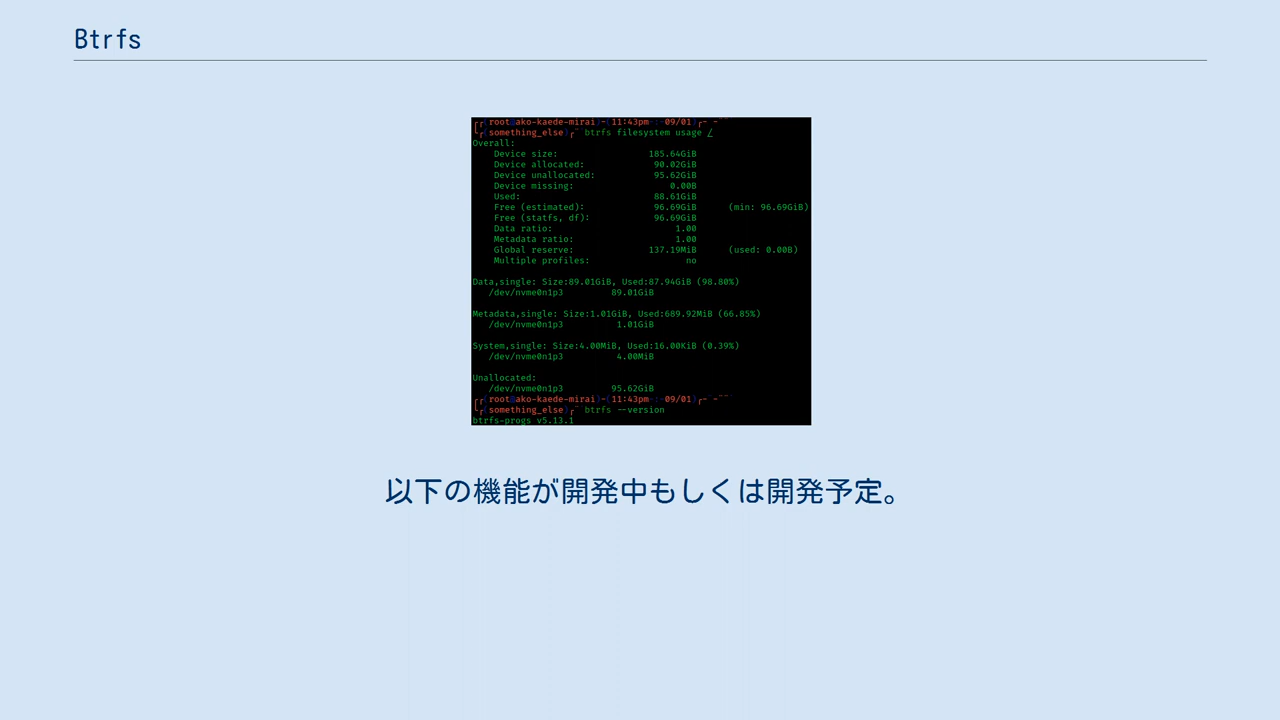 Btrfs
root@ako-kaede-mirai)-(11:43pm-:-09/01)
(something_else) btrfs filesystem usage /
Overall:
Device size: 185.64GiB
Device allocated: 90.02GiB
Device unallocated: 95.62GiB
Device missing: 0.00B
Used: 88.61GiB
Free (estimated): 96.69GiB (min: 96.69GiB)
Free (statfs, df): 96.69GiB
Data ratio: 1.00
Metadata ratio: 1.00
Global reserve: 137.19MiB (used: 0.00B)
Multiple profiles: no
Data,single: Size:89.01GiB, Used:87.94GiB (98.80%)
/dev/nvme0n1p3 89.01GiB
Metadata,single: Size:1.01GiB, Used:689.92MiB (66.85%)
/dev/nvme0n1p3 1.01GiB
System,single: Size:4.00MiB, Used:16.00KiB (0.39%)
/dev/nvme0n1p3 4.00MiB
Unallocated:
/dev/nvme0n1p3 95.62GiB
root@ako-kaede-mirai)-(11:43pm-:-09/01)
(something_else) btrfs --version
btrfs-progs v5.13.1
以下の機能が開発中もしくは開発予定。